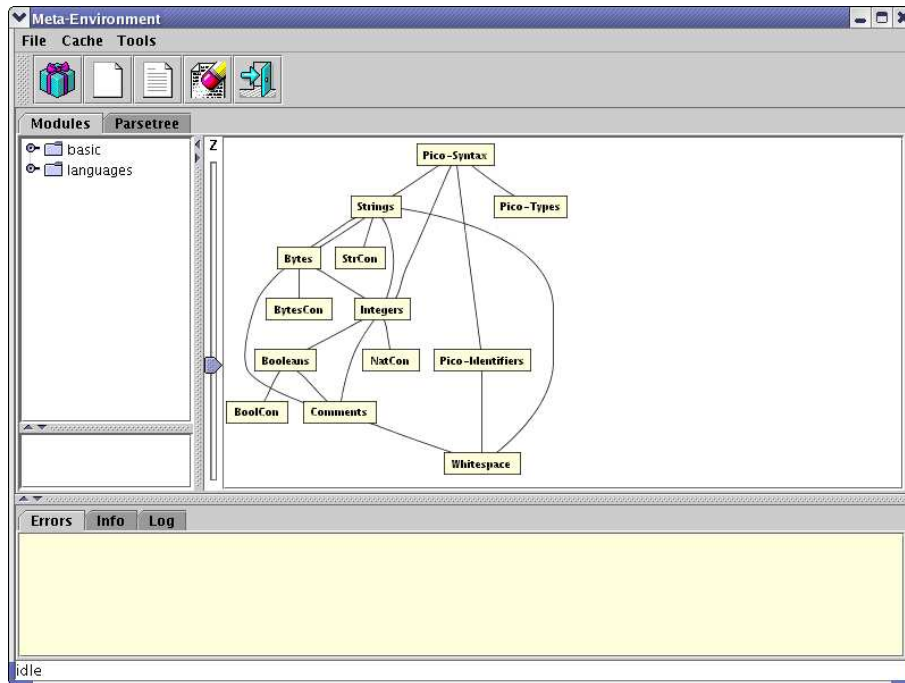 Meta-Environment
File Cache Tools
Modules Parsetree
basic
languages
Z
Pico-Syntax
Strings Pico-Types
Bytes StrCon
BytesCon Integers
Booleans NatCon Pico-Identifiers
BoolCon Comments
Whitespace
Errors Info Log
idle